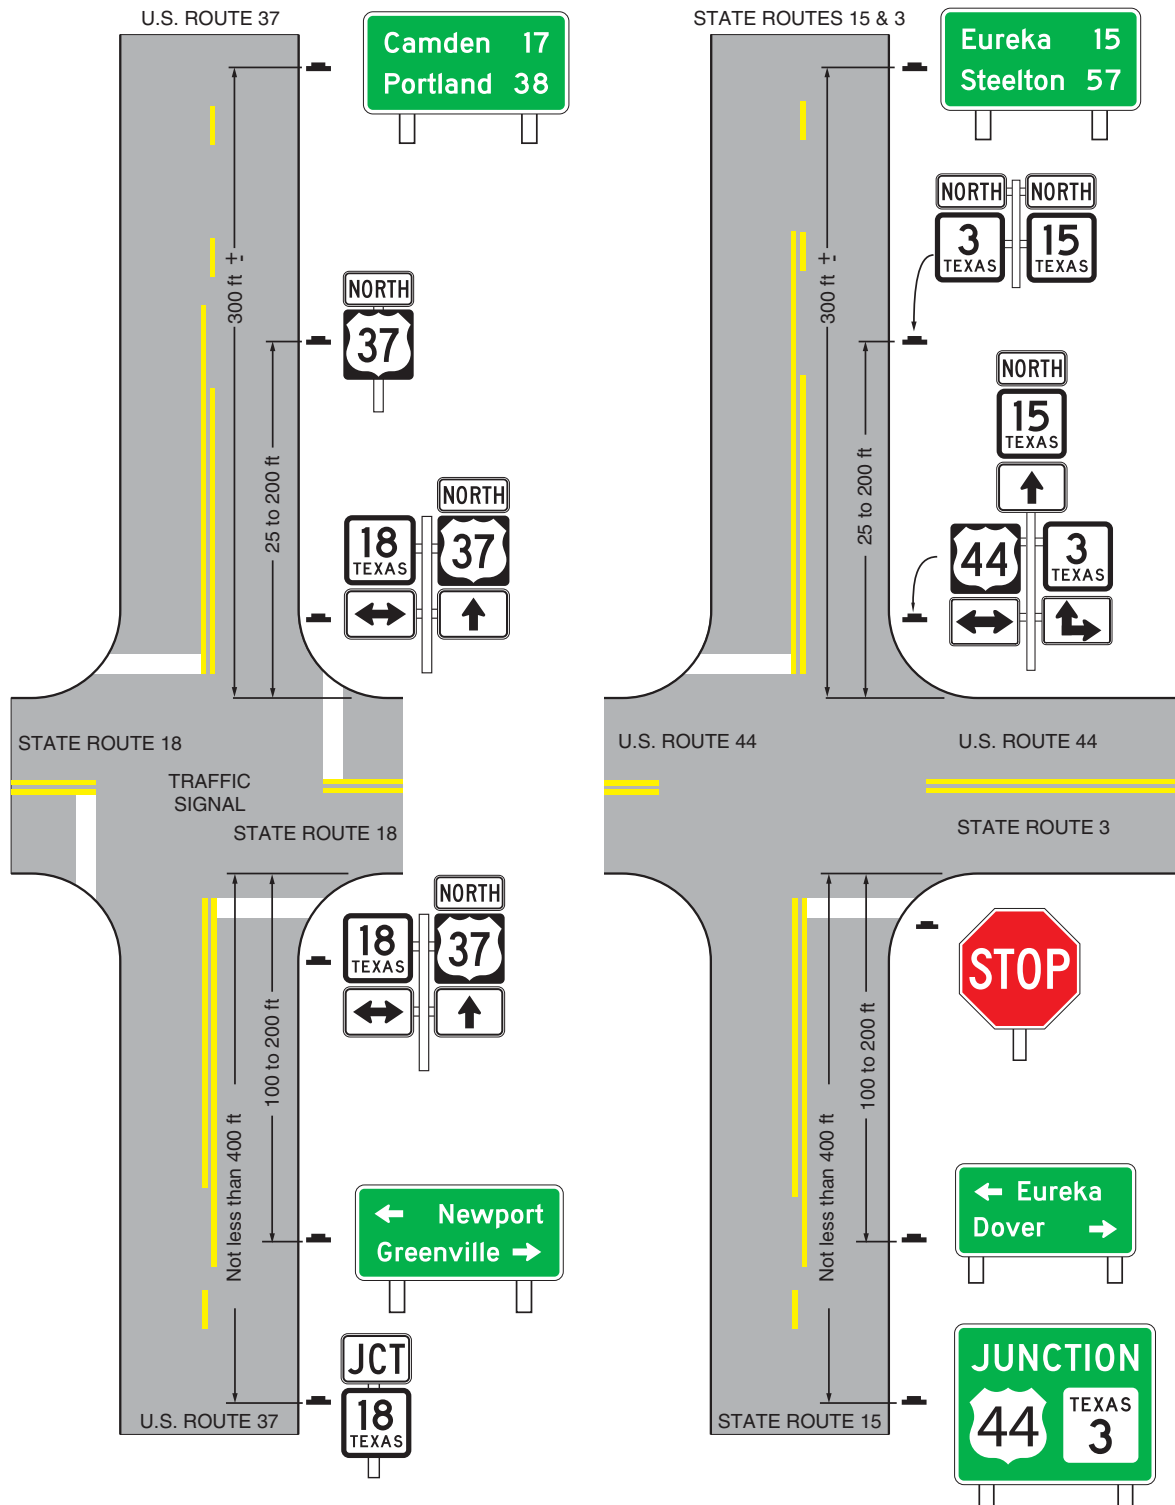 U.S. ROUTE 37
Camden 17
Portland 38
300 ft ±
NORTH
37
25 to 200 ft
NORTH
18
TEXAS
37
STATE ROUTE 18
TRAFFIC
SIGNAL
STATE ROUTE 18
NORTH
18
TEXAS
37
100 to 200 ft
Not less than 400 ft
Newport
Greenville
JCT
18
TEXAS
U.S. ROUTE 37
STATE ROUTES 15 & 3
Eureka 15
Steelton 57
NORTH NORTH
3 15
TEXAS TEXAS
300 ft ±
NORTH
15
TEXAS
25 to 200 ft
44
3
TEXAS
U.S. ROUTE 44
U.S. ROUTE 44
STATE ROUTE 3
STOP
100 to 200 ft
Not less than 400 ft
Eureka
Dover
JUNCTION
44
TEXAS
3
STATE ROUTE 15